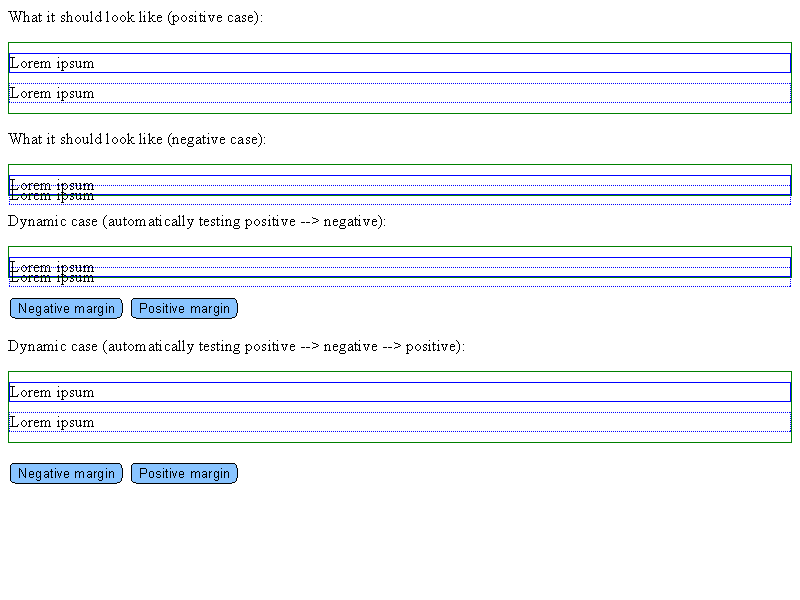 What it should look like (positive case):
Lorem ipsum
Lorem ipsum
What it should look like (negative case):
Lorem ipsum
Lorem ipsum
Dynamic case (automatically testing positive --> negative):
Lorem ipsum
Lorem ipsum
Negative margin Positive margin
Dynamic case (automatically testing positive --> negative --> positive):
Lorem ipsum
Lorem ipsum
Negative margin Positive margin